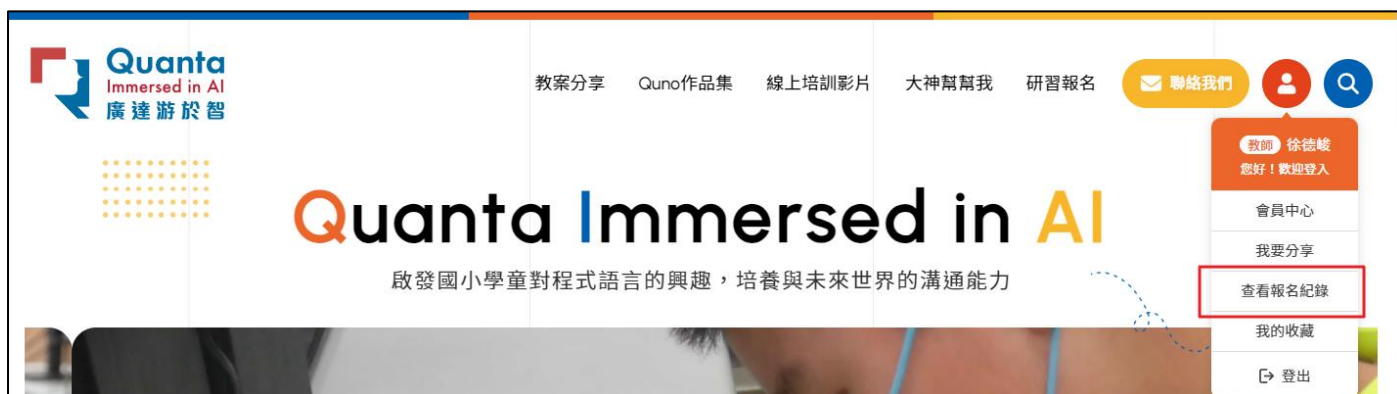 Quanta
Immersed in AI
廣達游於智
教案分享 Quno作品集 線上培訓影片 大神幫幫我 研習報名 聯絡我們
教師 徐德峻
您好！歡迎登入
會員中心
我要分享
查看報名紀錄
我的收藏
登出
Quanta Immersed in AI
啟發國小學童對程式語言的興趣，培養與未來世界的溝通能力